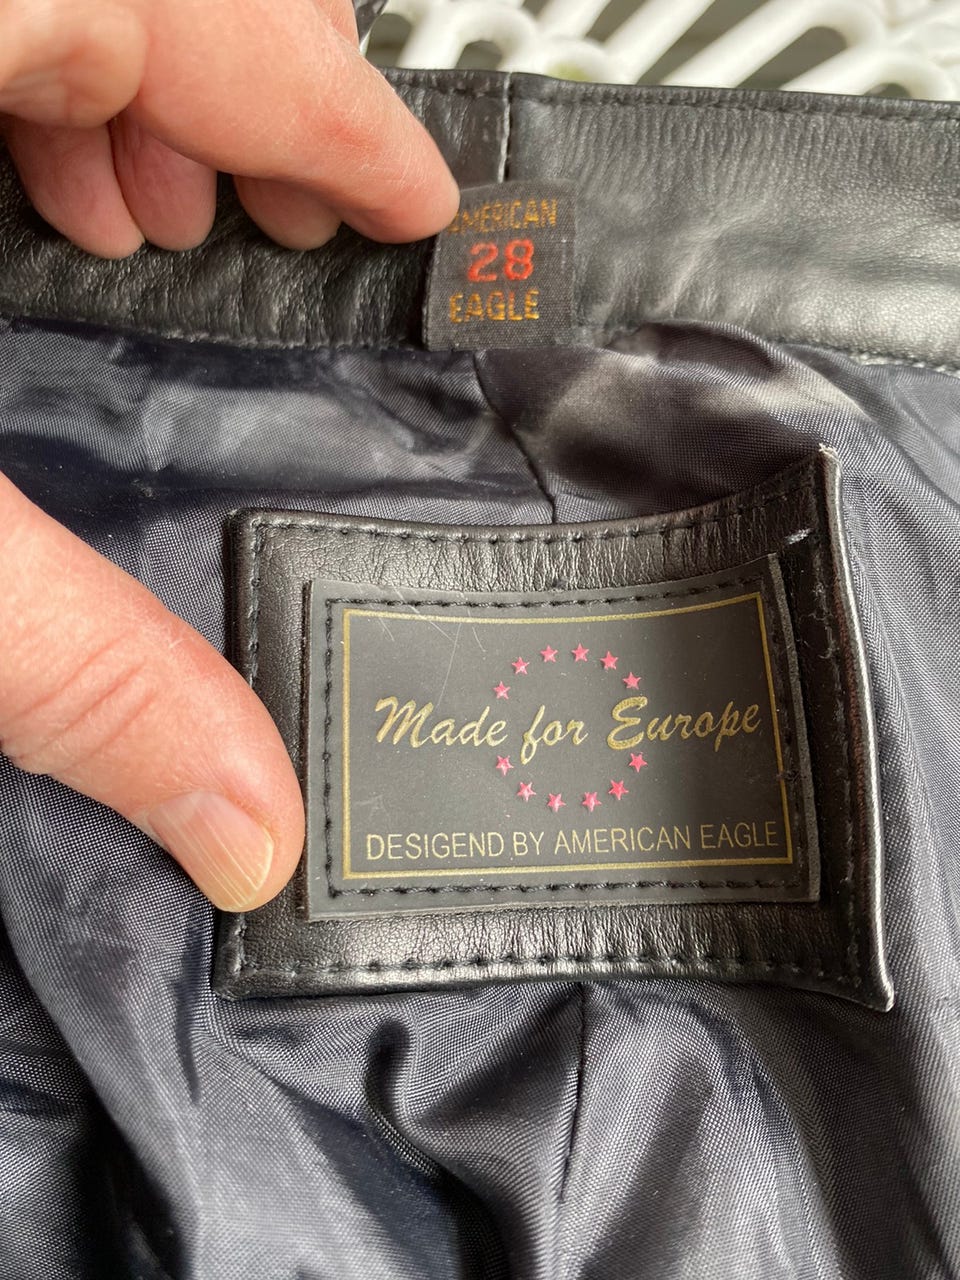 AMERICAN
28
EAGLE
Made for Europe
DESIGEND BY AMERICAN EAGLE